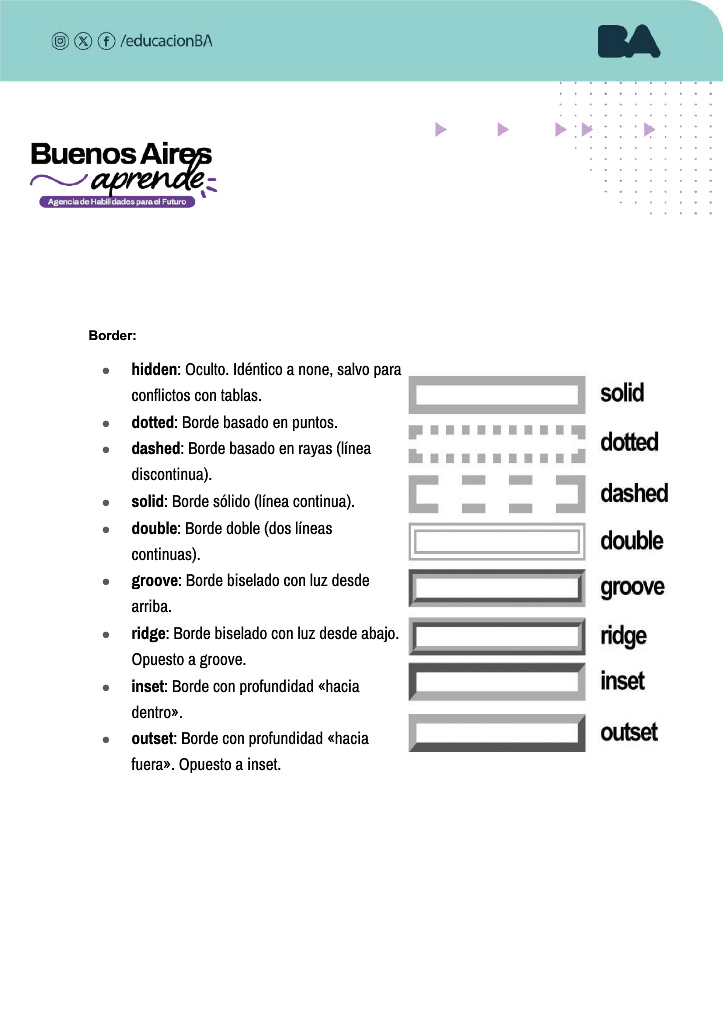 /educacionBA
BA
Buenos Aires
aprende
Agencia de Habilidades para el Futuro
Border:
hidden: Oculto. Idéntico a none, salvo para
conflictos con tablas.
dotted: Borde basado en puntos.
dashed: Borde basado en rayas (línea
discontinua).
solid: Borde sólido (línea continua).
double: Borde doble (dos líneas
continuas).
groove: Borde biselado con luz desde
arriba.
ridge: Borde biselado con luz desde abajo.
Opuesto a groove.
inset: Borde con profundidad «hacia
dentro».
outset: Borde con profundidad «hacia
fuera». Opuesto a inset.
solid
dotted
dashed
double
groove
ridge
inset
outset